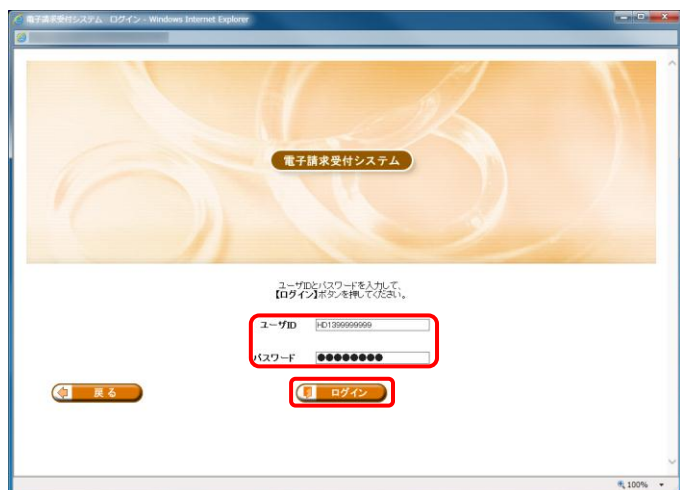 電子請求受付システム ログイン - Windows Internet Explorer
電子請求受付システム
ユーザIDとパスワードを入力して、
【ログイン】ボタンを押してください。
ユーザID HD1399999999
パスワード ●●●●●●●●
戻る ログイン
100%